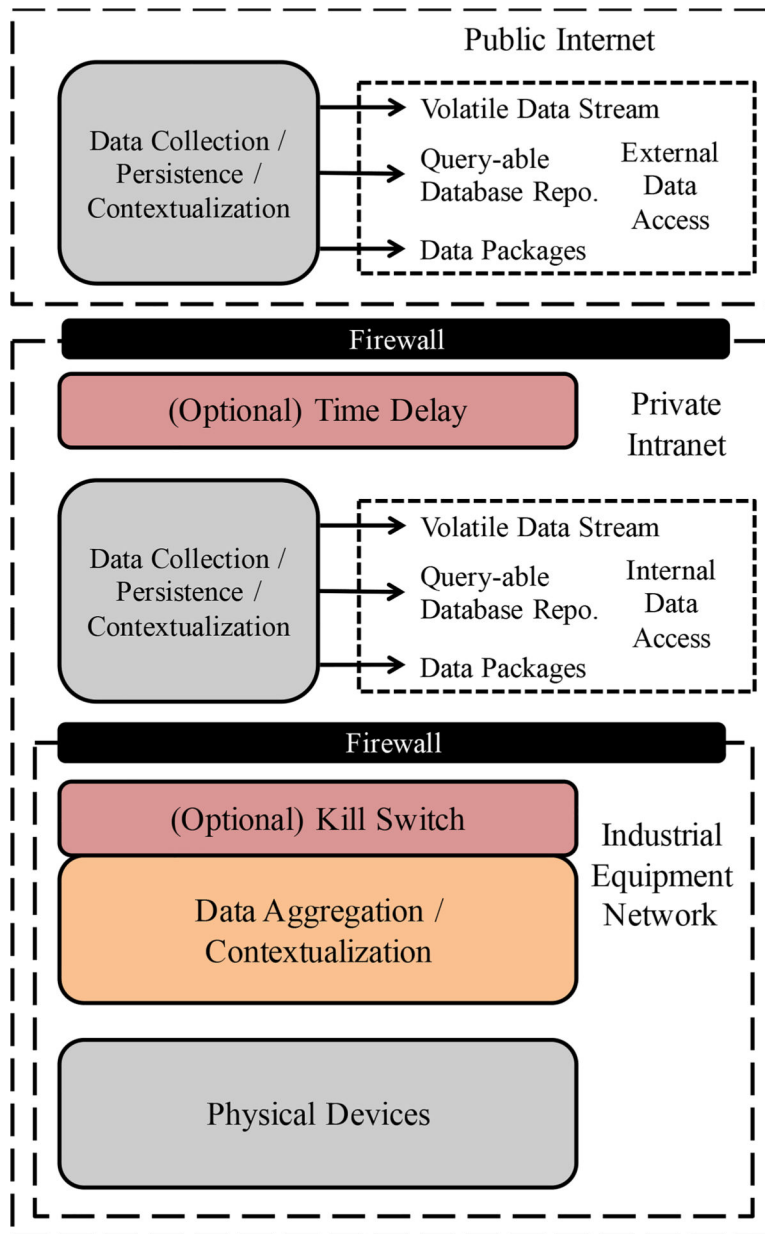 Public Internet
Data Collection /
Persistence /
Contextualization
Volatile Data Stream
Query-able
Database Repo.
Data Packages
External
Data
Access
Firewall
(Optional) Time Delay
Private
Intranet
Data Collection /
Persistence /
Contextualization
Volatile Data Stream
Query-able
Database Repo.
Data Packages
Internal
Data
Access
Firewall
(Optional) Kill Switch
Industrial
Equipment
Network
Data Aggregation /
Contextualization
Physical Devices